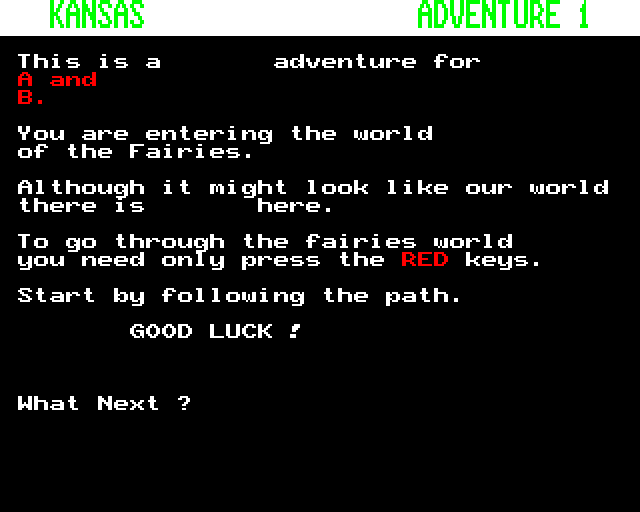 KANSAS ADVENTURE 1
This is a adventure for
A and
B.
You are entering the world
of the Fairies.
Although it might look like our world
there is here.
To go through the fairies world
you need only press the RED keys.
Start by following the path.
GOOD LUCK !
What Next ?